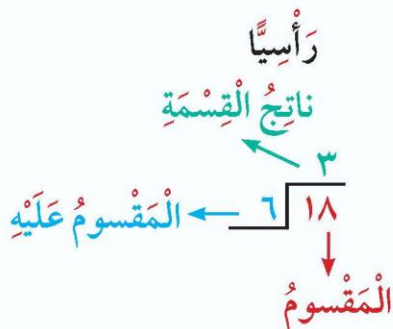 رَأْسِيًّا
ناتِجُ الْقِسْمَةِ
٣
الْمَقْسومُ عَلَيْهِ ٦ ١٨
الْمَقْسومُ